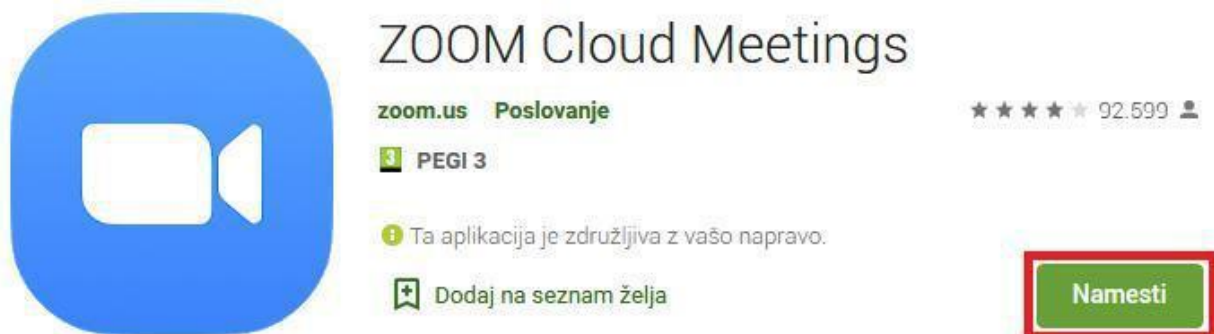 ZOOM Cloud Meetings
zoom.us Poslovanje 92.599
3 PEGI 3
Ta aplikacija je združljiva z vašo napravo.
Dodaj na seznam želja
Namesti